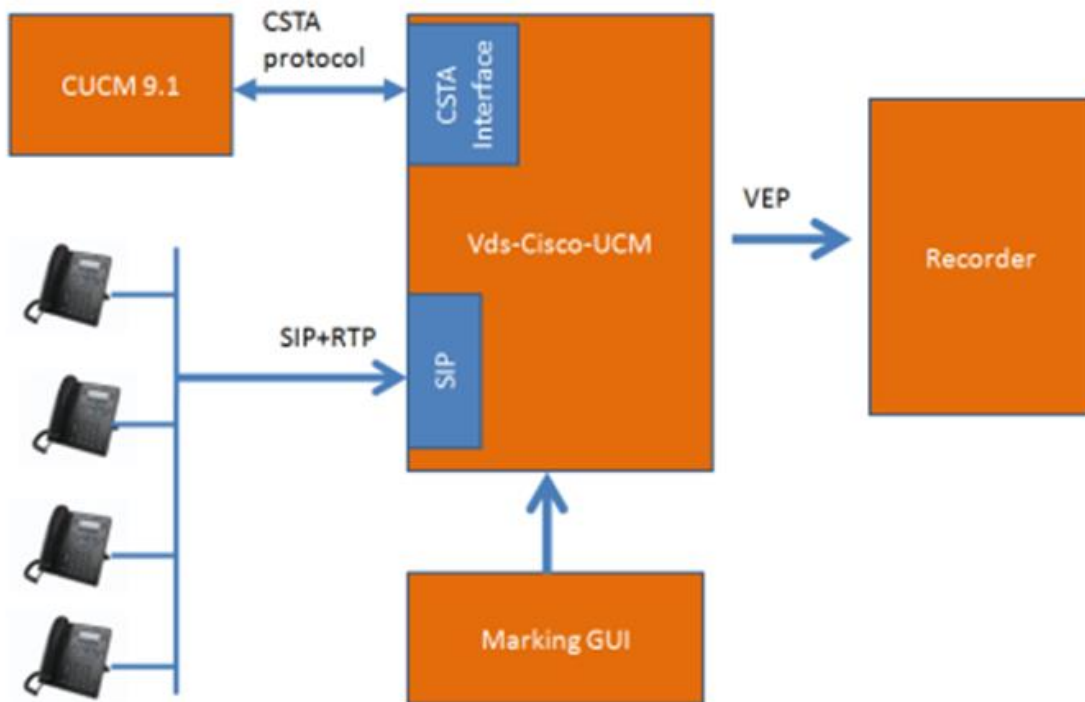 CUCM 9.1
CSTA
protocol
CSTA
Interface
Vds-Cisco-UCM
VEP
Recorder
SIP+RTP
SIP
Marking GUI